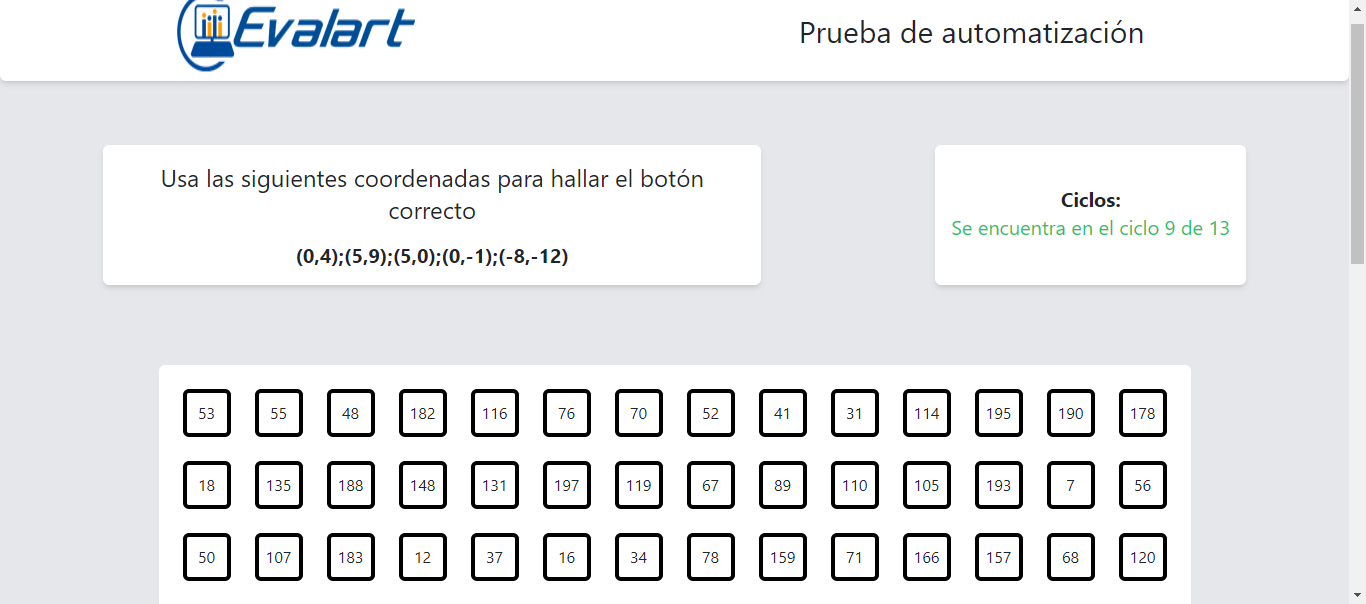 Evalart
Prueba de automatización
Usa las siguientes coordenadas para hallar el botón
correcto
(0,4);(5,9);(5,0);(0,-1);(-8,-12)
Ciclos:
Se encuentra en el ciclo 9 de 13
53 55 48 182 116 76 70 52 41 31 114 195 190 178
18 135 188 148 131 197 119 67 89 110 105 193 7 56
50 107 183 12 37 16 34 78 159 71 166 157 68 120